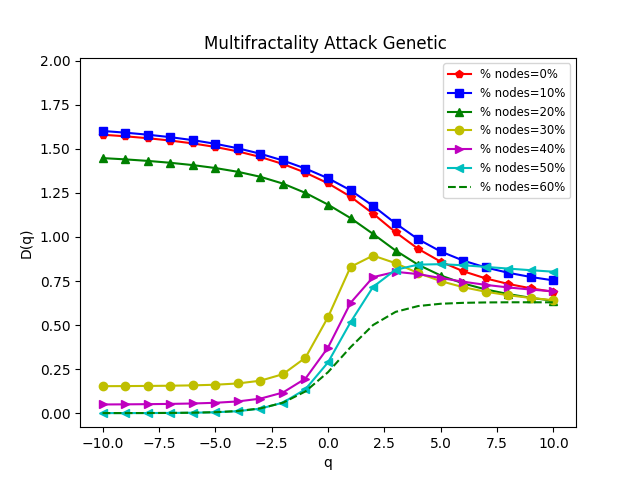 Multifractality Attack Genetic
2.00
1.75
1.50
1.25
1.00
0.75
0.50
0.25
0.00
D(q)
% nodes=0%
% nodes=10%
% nodes=20%
% nodes=30%
% nodes=40%
% nodes=50%
% nodes=60%
−10.0 −7.5 −5.0 −2.5 0.0 2.5 5.0 7.5 10.0
q